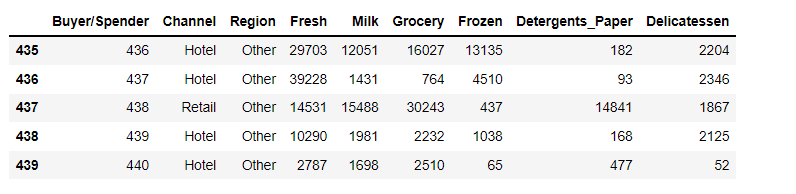 Buyer/Spender Channel Region Fresh Milk Grocery Frozen Detergents_Paper Delicatessen
435 436 Hotel Other 29703 12051 16027 13135 182 2204
436 437 Hotel Other 39228 1431 764 4510 93 2346
437 438 Retail Other 14531 15488 30243 437 14841 1867
438 439 Hotel Other 10290 1981 2232 1038 168 2125
439 440 Hotel Other 2787 1698 2510 65 477 52